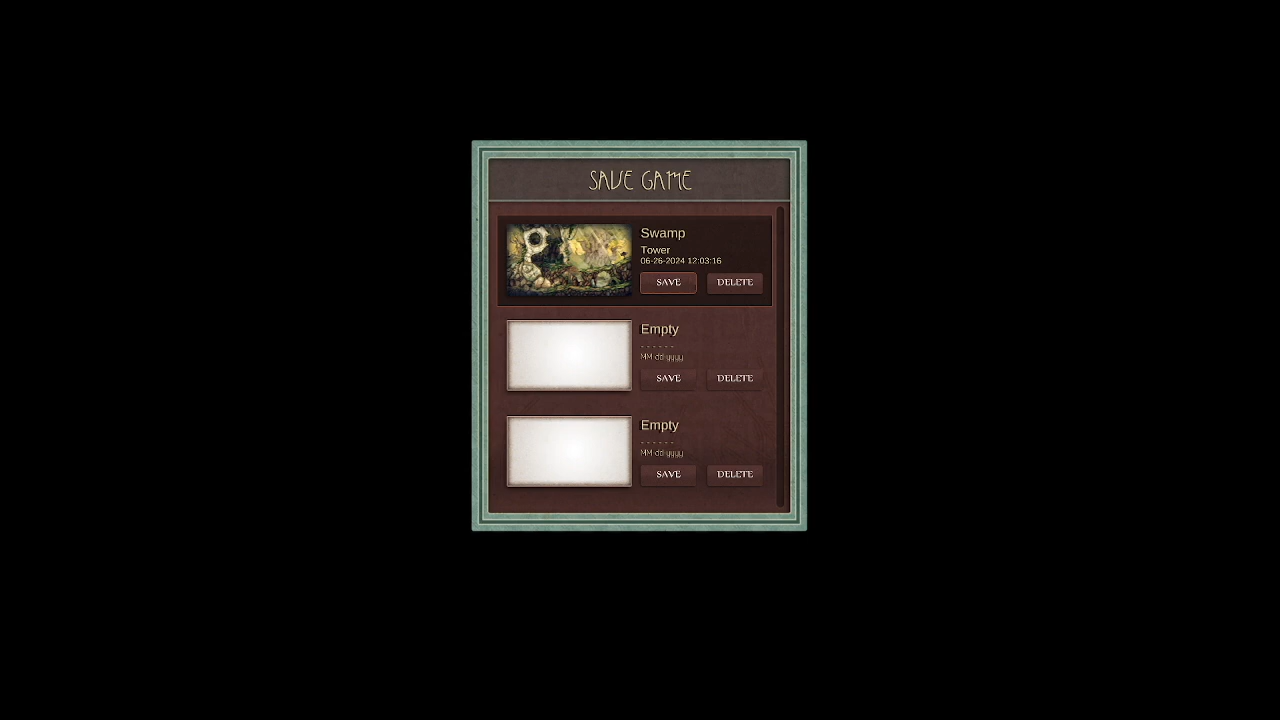 SAVE GAME
Swamp
Tower
06-26-2024 12:03:16
SAVE DELETE
Empty
- - - - - -
MM-dd-yyyy
SAVE DELETE
Empty
- - - - - -
MM-dd-yyyy
SAVE DELETE